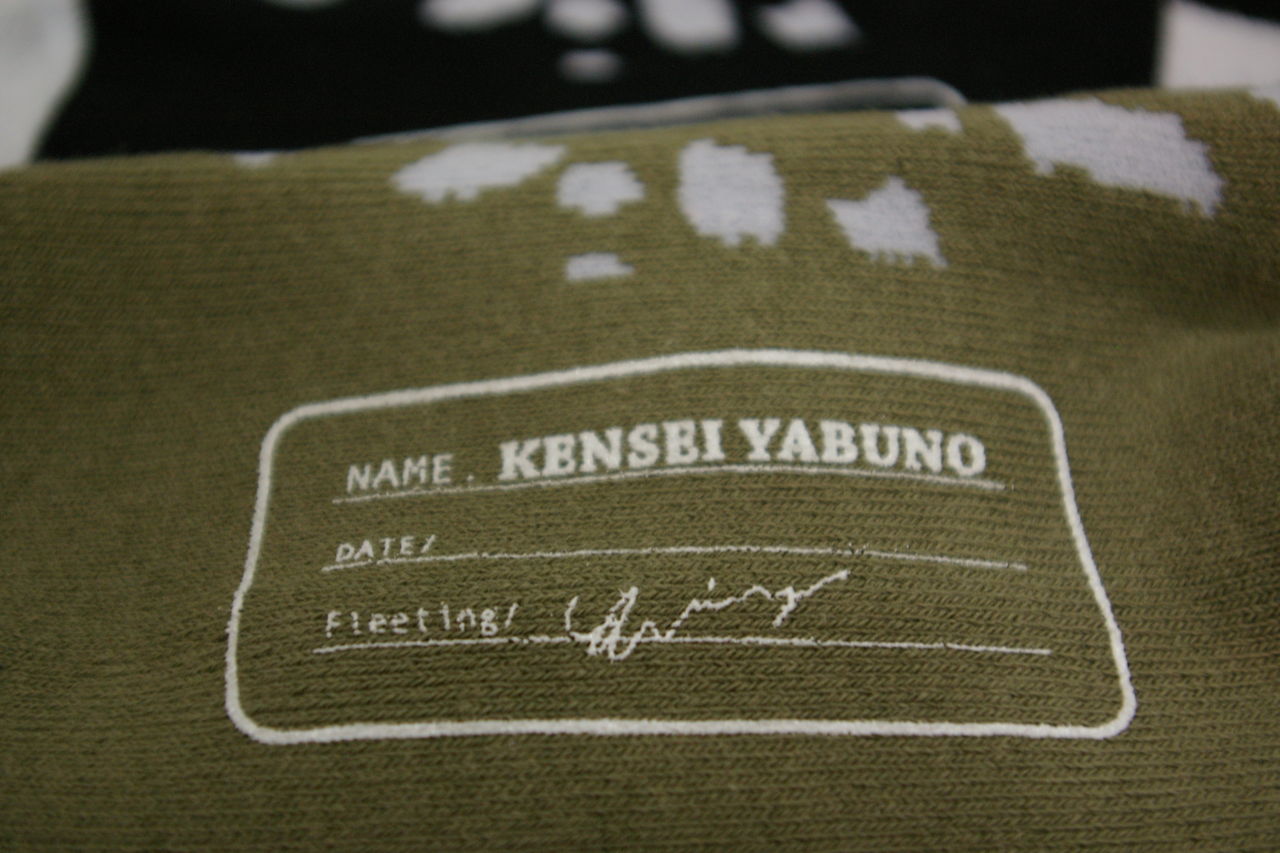 NAME. KENSEI YABUNO
DATE/
Fleeting/